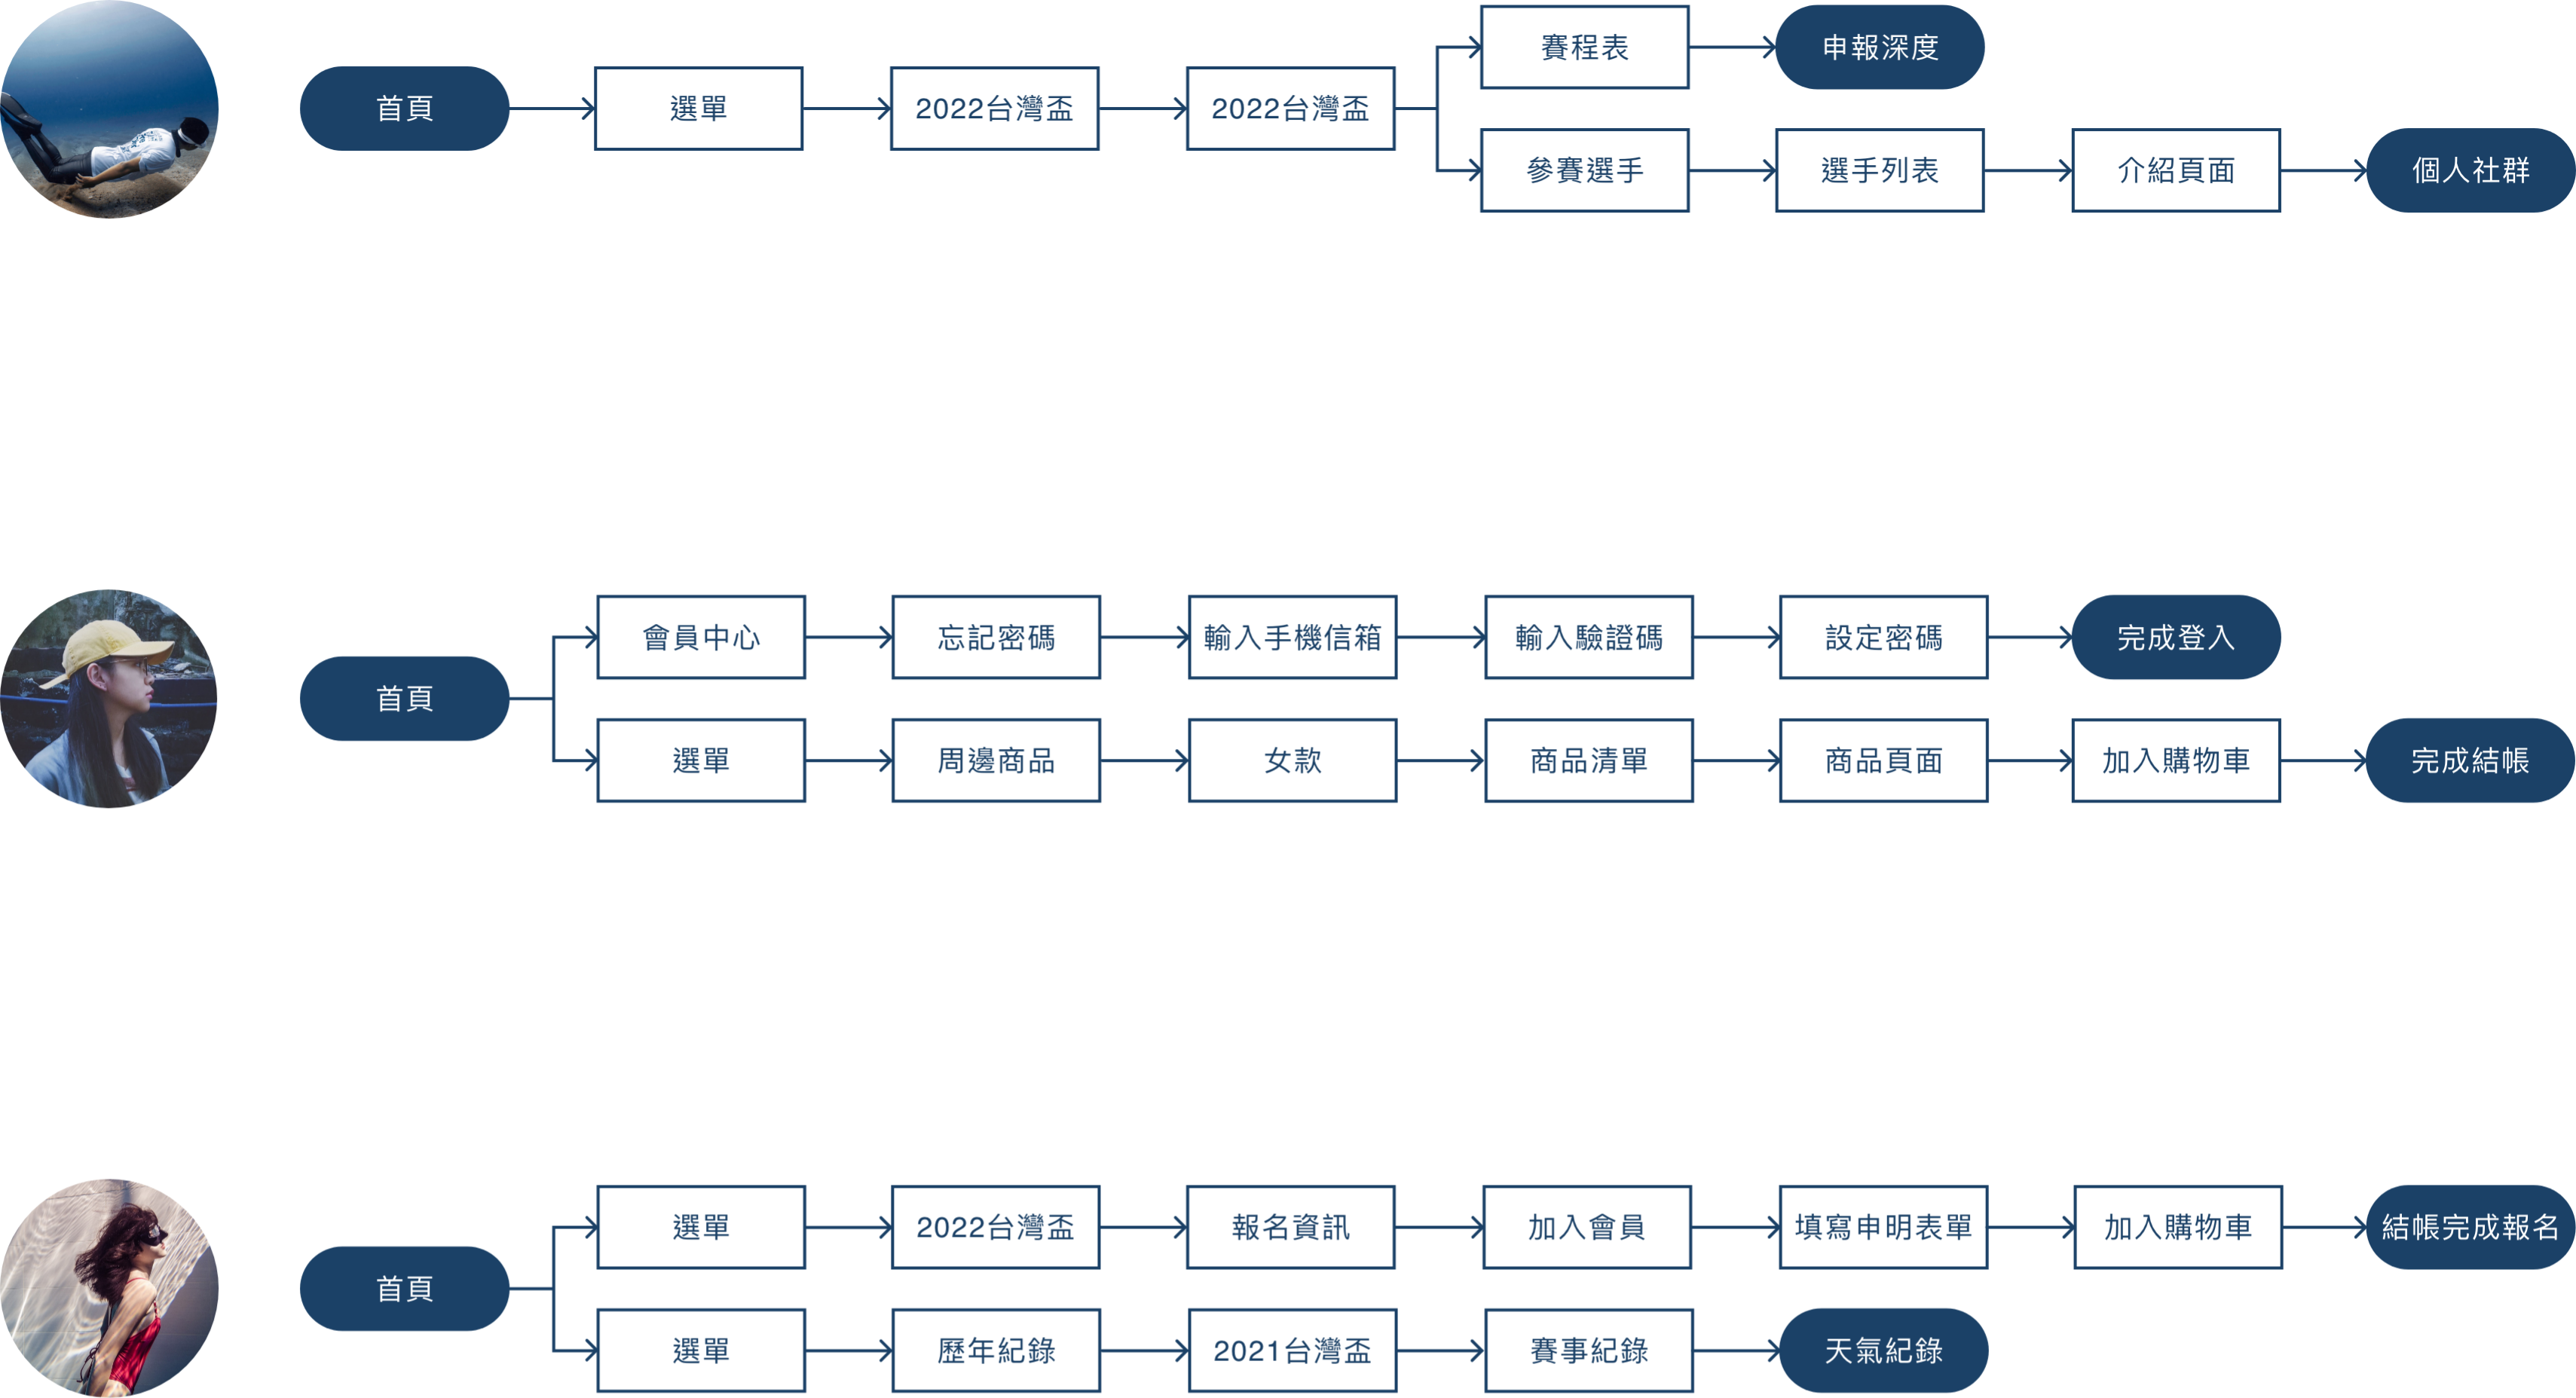 首頁
選單
2022台灣盃
2022台灣盃
賽程表
申報深度
參賽選手
選手列表
介紹頁面
個人社群
首頁
會員中心
忘記密碼
輸入手機信箱
輸入驗證碼
設定密碼
完成登入
選單
周邊商品
女款
商品清單
商品頁面
加入購物車
完成結帳
首頁
選單
2022台灣盃
報名資訊
加入會員
填寫申明表單
加入購物車
結帳完成報名
選單
歷年紀錄
2021台灣盃
賽事紀錄
天氣紀錄